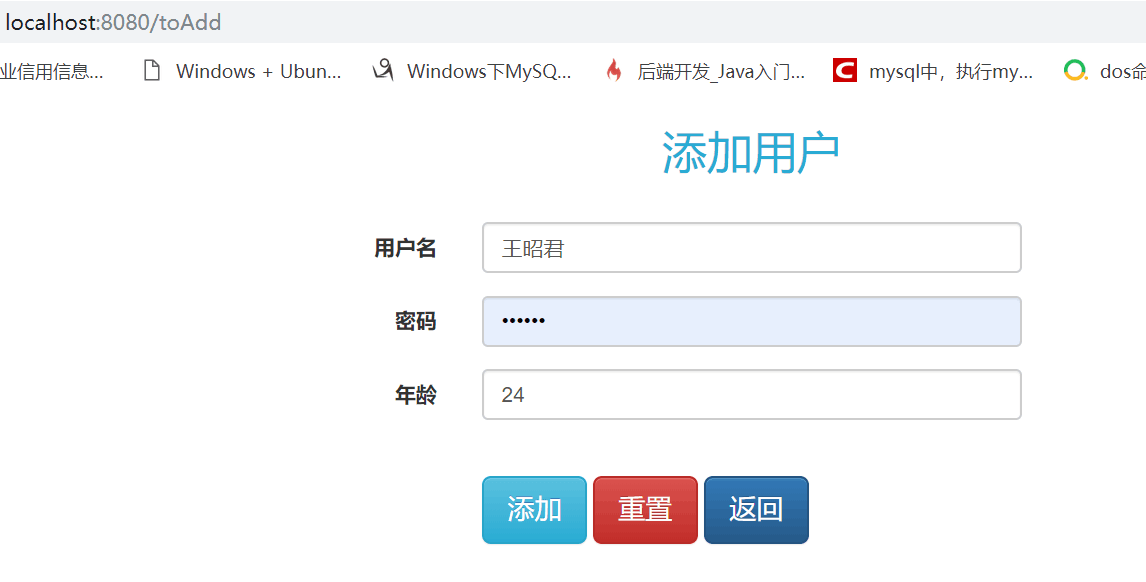 localhost:8080/toAdd
业信用信息... Windows + Ubun... Windows下MySQ... 后端开发_Java入门... mysql中，执行my... dos命
添加用户
用户名 王昭君
密码 ••••••
年龄 24
添加 重置 返回